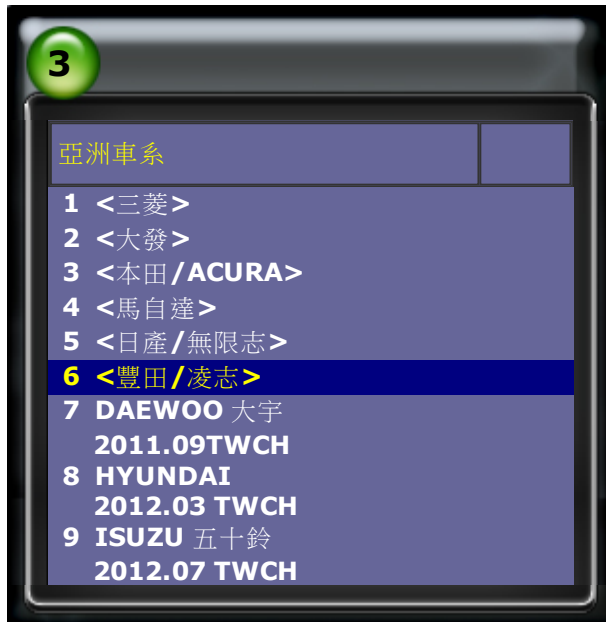 3
亞洲車系
1 <三菱>
2 <大發>
3 <本田/ACURA>
4 <馬自達>
5 <日產/無限志>
6 <豐田/凌志>
7 DAEWOO 大宇
2011.09TWCH
8 HYUNDAI
2012.03 TWCH
9 ISUZU 五十鈴
2012.07 TWCH